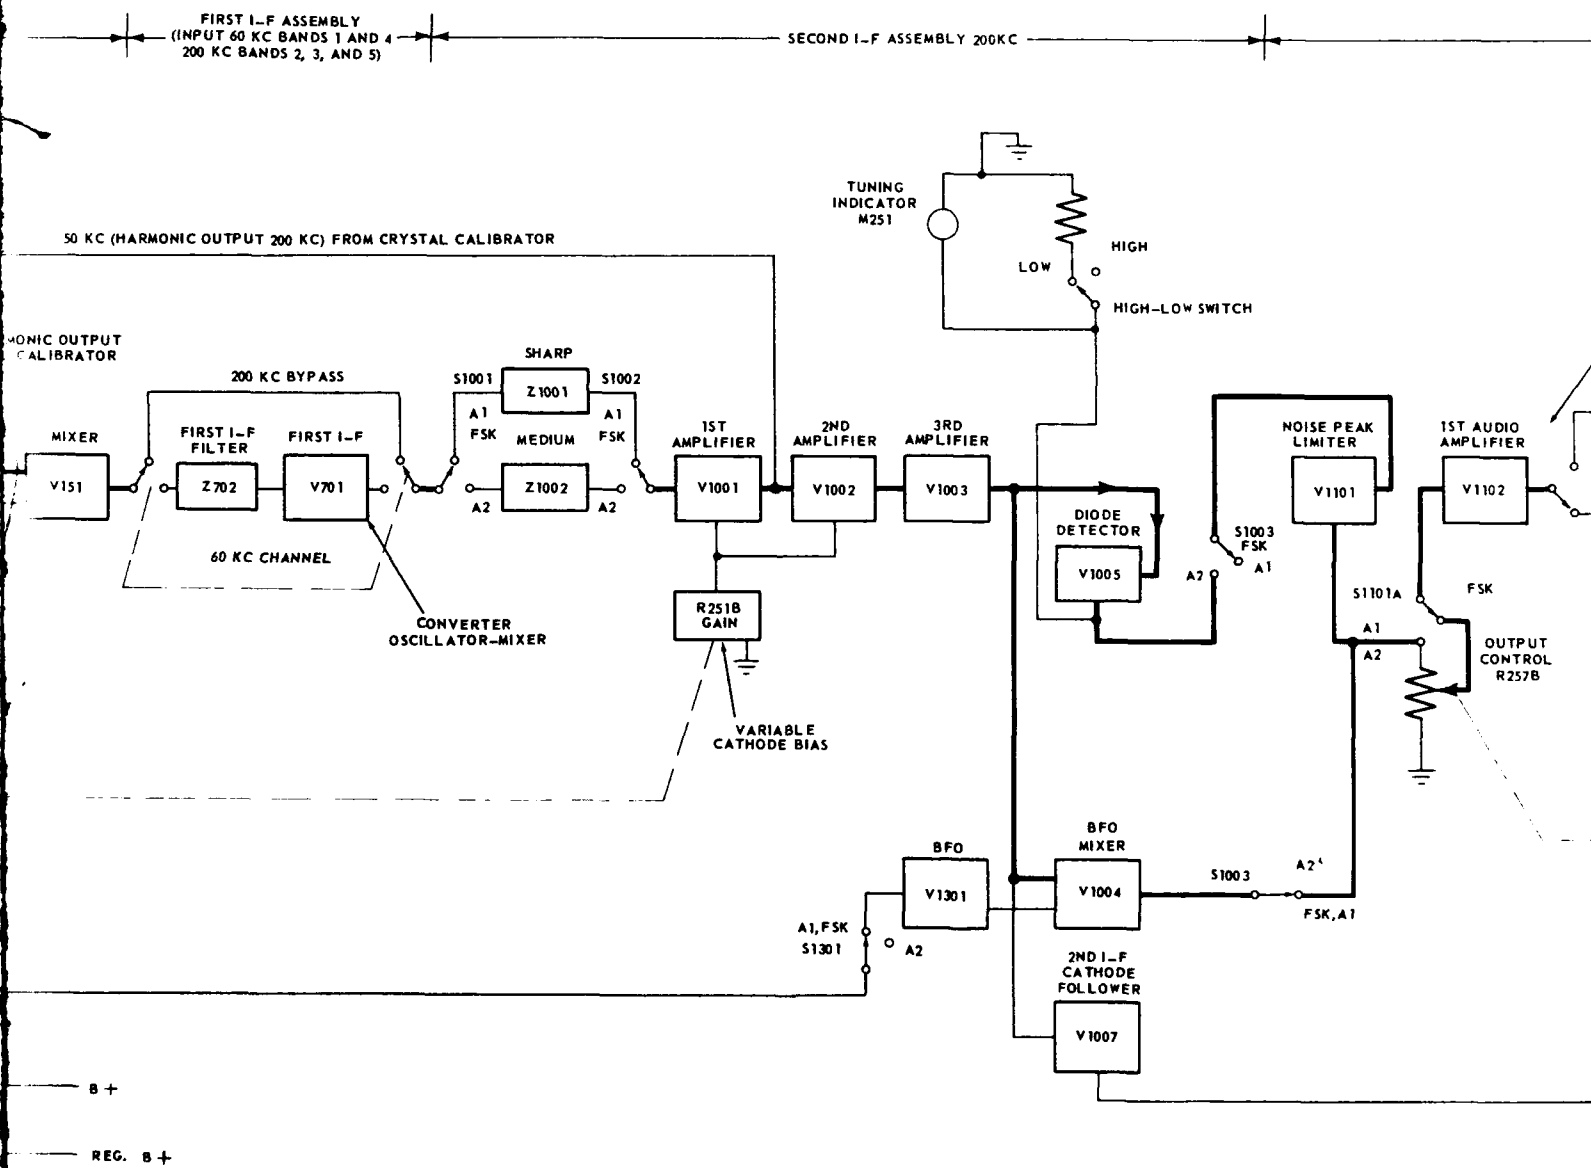 FIRST I-F ASSEMBLY
(INPUT 60 KC BANDS 1 AND 4
200 KC BANDS 2, 3, AND 5)
SECOND I-F ASSEMBLY 200KC
TUNING
INDICATOR
M251
50 KC (HARMONIC OUTPUT 200 KC) FROM CRYSTAL CALIBRATOR
HIGH
LOW
HIGH-LOW SWITCH
MONIC OUTPUT
CALIBRATOR
200 KC BYPASS
SHARP
S1001
Z1001
S1002
A1
FSK
A1
FSK
MIXER
V151
FIRST I-F
FILTER
Z702
FIRST I-F
V701
MEDIUM
Z1002
A2
A2
1ST
AMPLIFIER
V1001
2ND
AMPLIFIER
V1002
3RD
AMPLIFIER
V1003
NOISE PEAK
LIMITER
V1101
1ST AUDIO
AMPLIFIER
V1102
DIODE
DETECTOR
V1005
S1003
FSK
A1
A2
60 KC CHANNEL
CONVERTER
OSCILLATOR-MIXER
R251B
GAIN
S1101A
FSK
A1
A2
OUTPUT
CONTROL
R257B
VARIABLE
CATHODE BIAS
BFO
V1301
BFO
MIXER
V1004
S1003
A2
FSK, A1
A1, FSK
S1301
A2
2ND I-F
CATHODE
FOLLOWER
V1007
B +
REG. B +